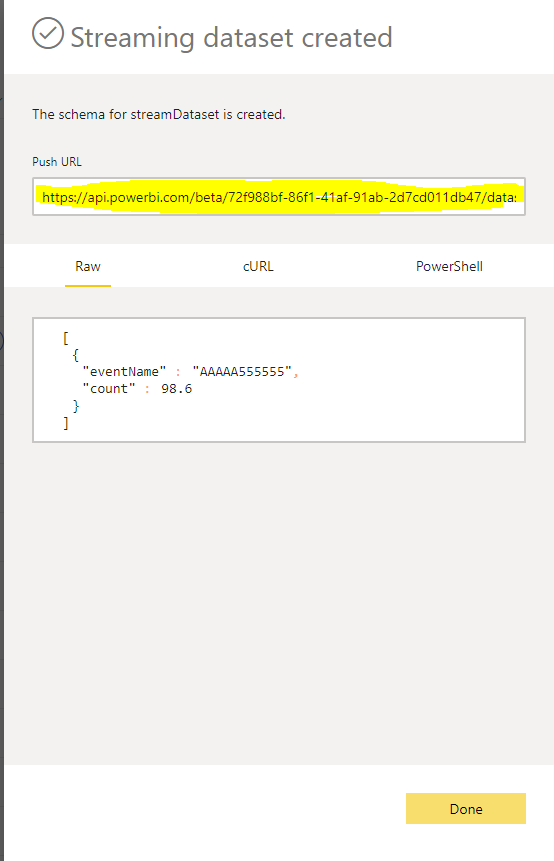 Streaming dataset created
The schema for streamDataset is created.
Push URL
https://api.powerbi.com/beta/72f988bf-86f1-41af-91ab-2d7cd011db47/datas
Raw cURL PowerShell
[
{
"eventName" : "AAAAA555555",
"count" : 98.6
}
]
Done